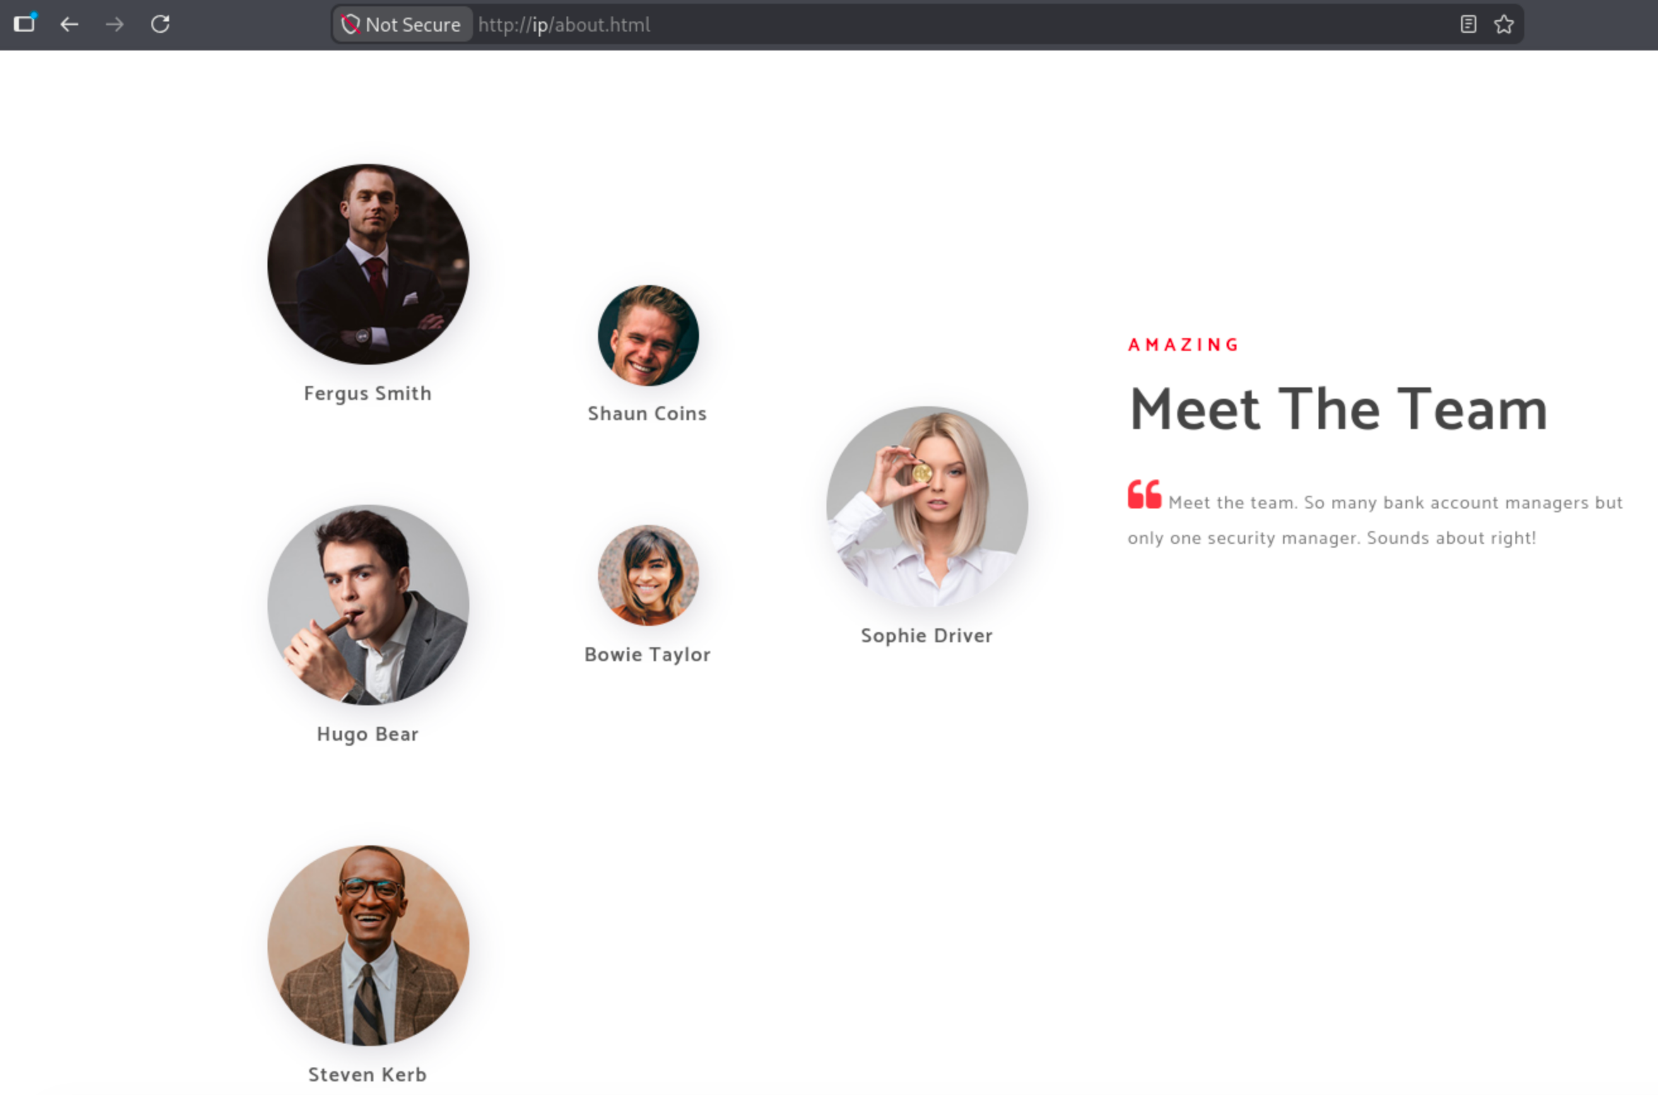 Not Secure http://ip/about.html
Fergus Smith
Shaun Coins
Hugo Bear
Bowie Taylor
Sophie Driver
Steven Kerb
AMAZING
Meet The Team
“ Meet the team. So many bank account managers but
only one security manager. Sounds about right!